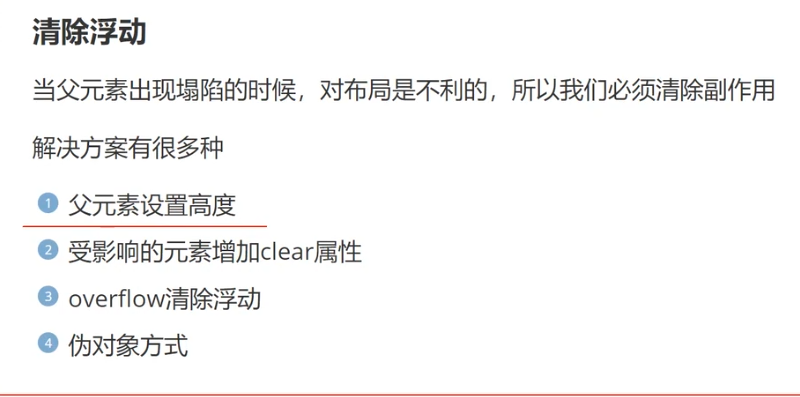 清除浮动
当父元素出现塌陷的时候，对布局是不利的，所以我们必须清除副作用
解决方案有很多种
1 父元素设置高度
2 受影响的元素增加clear属性
3 overflow清除浮动
4 伪对象方式